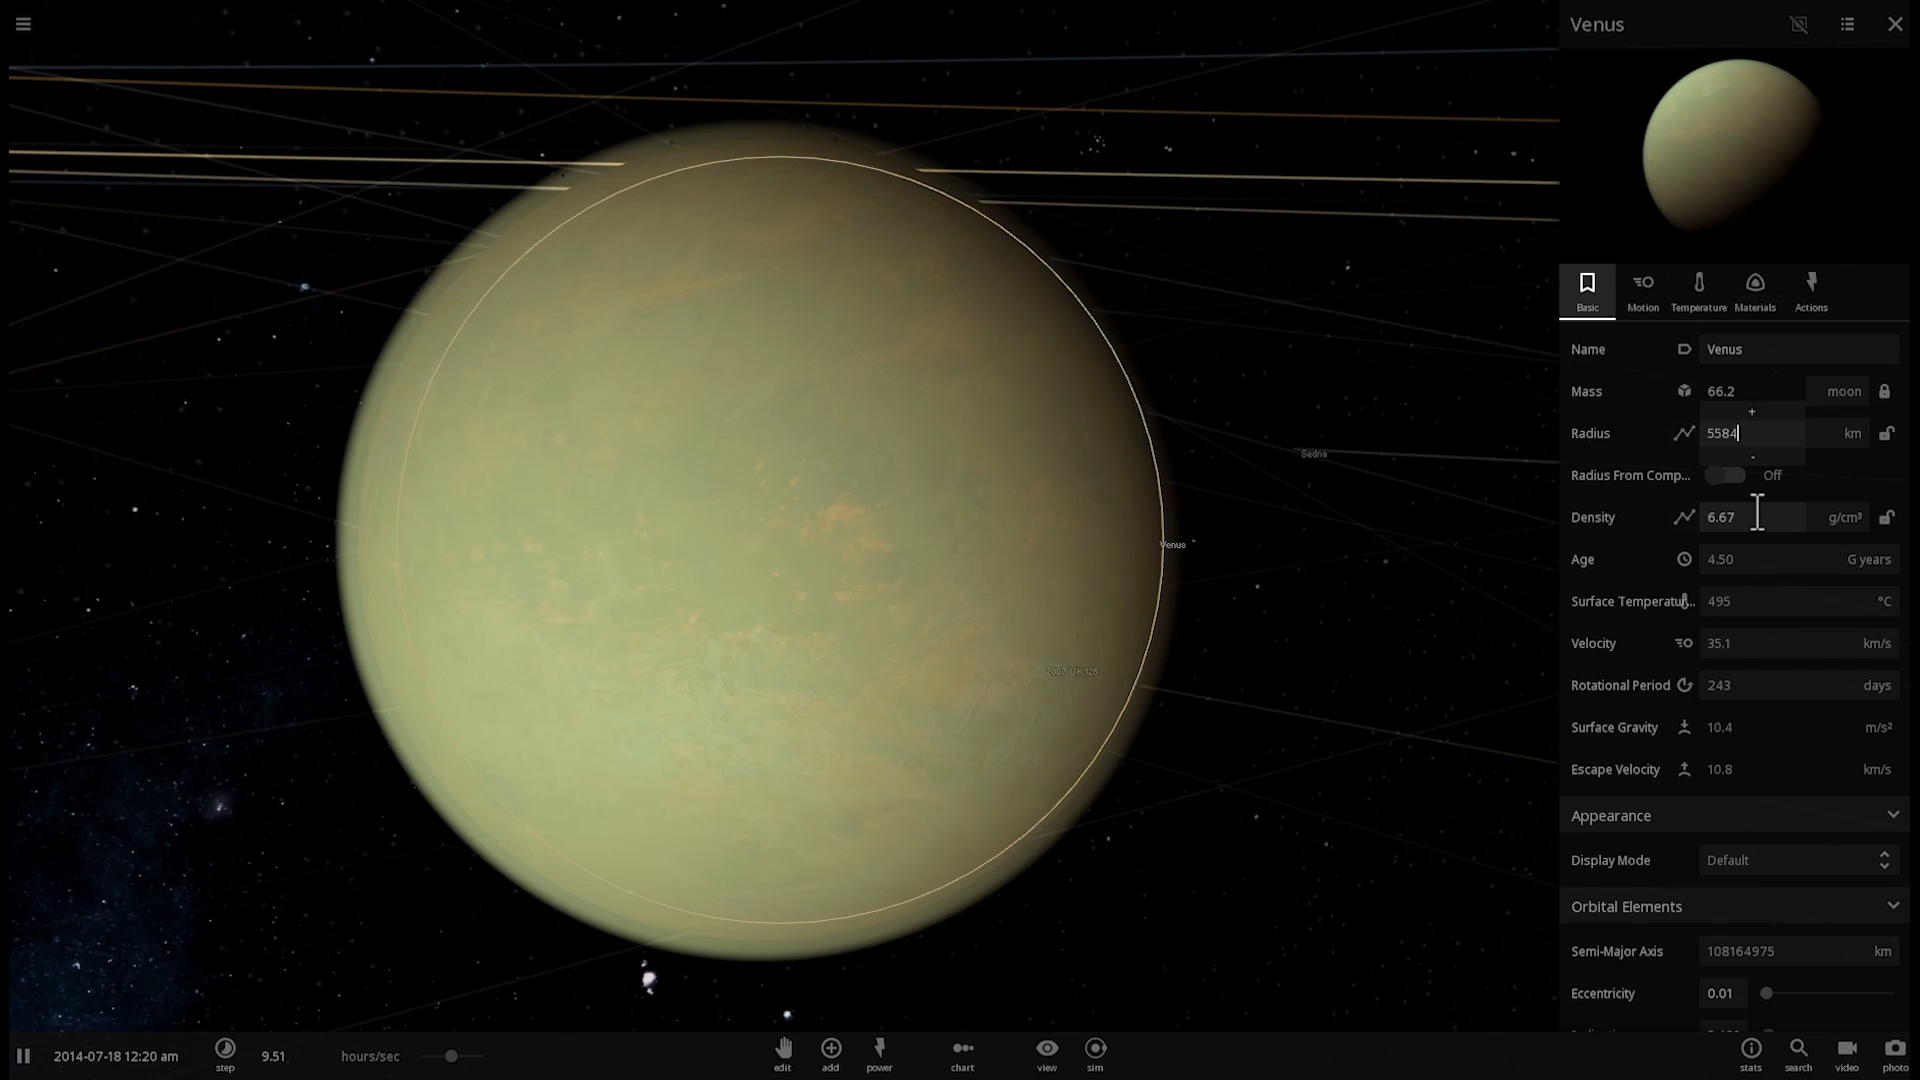 Venus
Basic
Motion
Temperature
Materials
Actions
Name Venus
Mass 66.2 moon
+
Radius 5584 km
-
Radius From Comp... Off
Density 6.67 g/cm³
Age 4.50 G years
Surface Temperatur... 495 °C
Velocity 35.1 km/s
Rotational Period 243 days
Surface Gravity 10.4 m/s²
Escape Velocity 10.8 km/s
Appearance
Display Mode Default
Orbital Elements
Semi-Major Axis 108164975 km
Eccentricity 0.01
Sedna
Venus
2007 UK126
2014-07-18 12:20 am
step
9.51 hours/sec
edit
add
power
chart
view
sim
stats
search
video
photo